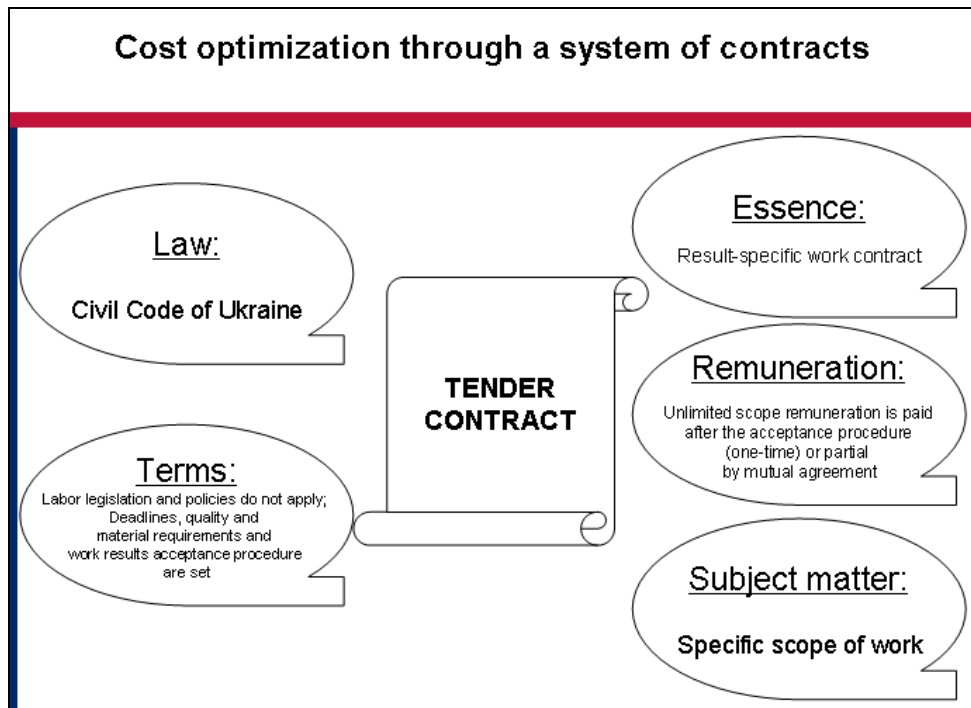 Cost optimization through a system of contracts
Law:
Civil Code of Ukraine
Terms:
Labor legislation and policies do not apply;
Deadlines, quality and
material requirements and
work results acceptance procedure
are set
TENDER
CONTRACT
Essence:
Result-specific work contract
Remuneration:
Unlimited scope remuneration is paid
after the acceptance procedure
(one-time) or partial
by mutual agreement
Subject matter:
Specific scope of work